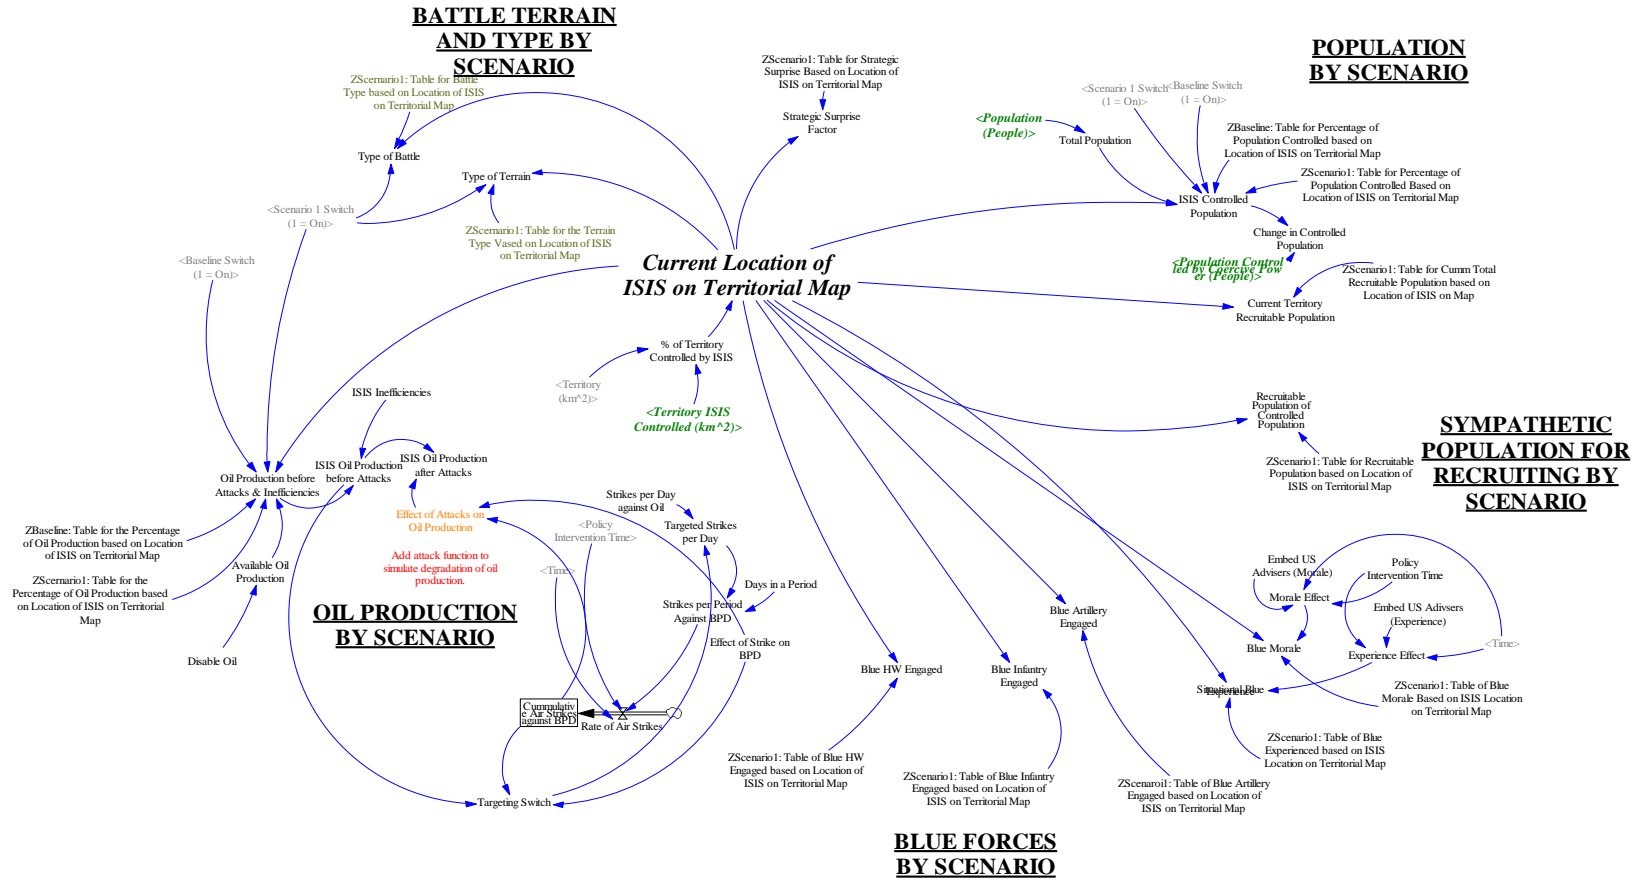 BATTLE TERRAIN
AND TYPE BY
SCENARIO
ZScernario1: Table for Battle
Type based on Location of ISIS
on Territorial Map
Type of Battle
Type of Terrain
<Scenario 1 Switch
(1 = On)>
ZScernario1: Table for the Terrain
Type Vased on Location of ISIS
on Territorial Map
<Baseline Switch
(1 = On)>
ZScenario1: Table for Strategic
Surprise Based on Location of
ISIS on Territorial Map
Strategic Surprise
Factor
POPULATION
BY SCENARIO
<Scenario 1 Switch
(1 = On)>
<Baseline Switch
(1 = On)>
<Population
(People)>
Total Population
ZBaseline: Table for Percentage of
Population Controlled based on
Location of ISIS on Territorial Map
ZScenario1: Table for Percentage of
Population Controlled Based on
Location of ISIS on Territorial Map
ISIS Controlled
Population
Change in Controlled
Population
<Population Control
led by Coercive Pow
er (People)>
ZScenario1: Table for Cumm Total
Recruitable Population based on
Location of ISIS on Map
Current Territory
Recruitable Population
Current Location of
ISIS on Territorial Map
% of Territory
Controlled by ISIS
<Territory
(km^2)>
<Territory ISIS
Controlled (km^2)>
Recruitable
Population of
Controlled
Population
ZScenario1: Table for Recruitable
Population based on Location of
ISIS on Territorial Map
SYMPATHETIC
POPULATION FOR
RECRUITING BY
SCENARIO
ISIS Inefficiencies
ISIS Oil Production
before Attacks
ISIS Oil Production
after Attacks
Oil Production before
Attacks & Inefficiencies
Effect of Attacks on
Oil Production
Add attack function to
simulate degradation of oil
production.
ZBaseline: Table for the Percentage
of Oil Production based on Location
of ISIS on Territorial Map
ZScernario1: Table for the
Percentage of Oil Production based
on Location of ISIS on Territorial
Map
Available Oil
Production
Disable Oil
OIL PRODUCTION
BY SCENARIO
Strikes per Day
against Oil
<Policy
Intervention Time>
Targeted Strikes
per Day
<Time>
Days in a Period
Strikes per Period
Against BPD
Effect of Strike on
BPD
Cummulativ
e Air Strikes
against BPD
Rate of Air Strikes
Targeting Switch
Blue HW Engaged
ZScenario1: Table of Blue HW
Engaged based on Location of
ISIS on Territorial Map
Blue Infantry
Engaged
ZScenario1: Table of Blue Infantry
Engaged based on Location of
ISIS on Territorial Map
Blue Artillery
Engaged
ZScenaroi1: Table of Blue Artillery
Engaged based on Location of
ISIS on Territorial Map
Embed US
Advisers (Morale)
Policy
Intervention Time
Morale Effect
Embed US Adivsers
(Experience)
Blue Morale
Experience Effect
<Time>
Situational Blue
Experience
ZScenario1: Table of Blue
Morale Based on ISIS Location
on Territorial Map
ZScenario1: Table of Blue
Experienced based on ISIS
Location on Territorial Map
BLUE FORCES
BY SCENARIO